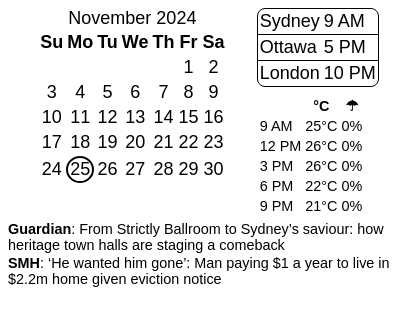 November 2024
Su Mo Tu We Th Fr Sa
1 2
3 4 5 6 7 8 9
10 11 12 13 14 15 16
17 18 19 20 21 22 23
24 25 26 27 28 29 30
Sydney 9 AM
Ottawa 5 PM
London 10 PM
°C ☂
9 AM 25°C 0%
12 PM 26°C 0%
3 PM 26°C 0%
6 PM 22°C 0%
9 PM 21°C 0%
Guardian: From Strictly Ballroom to Sydney’s saviour: how
heritage town halls are staging a comeback
SMH: ‘He wanted him gone’: Man paying $1 a year to live in
$2.2m home given eviction notice